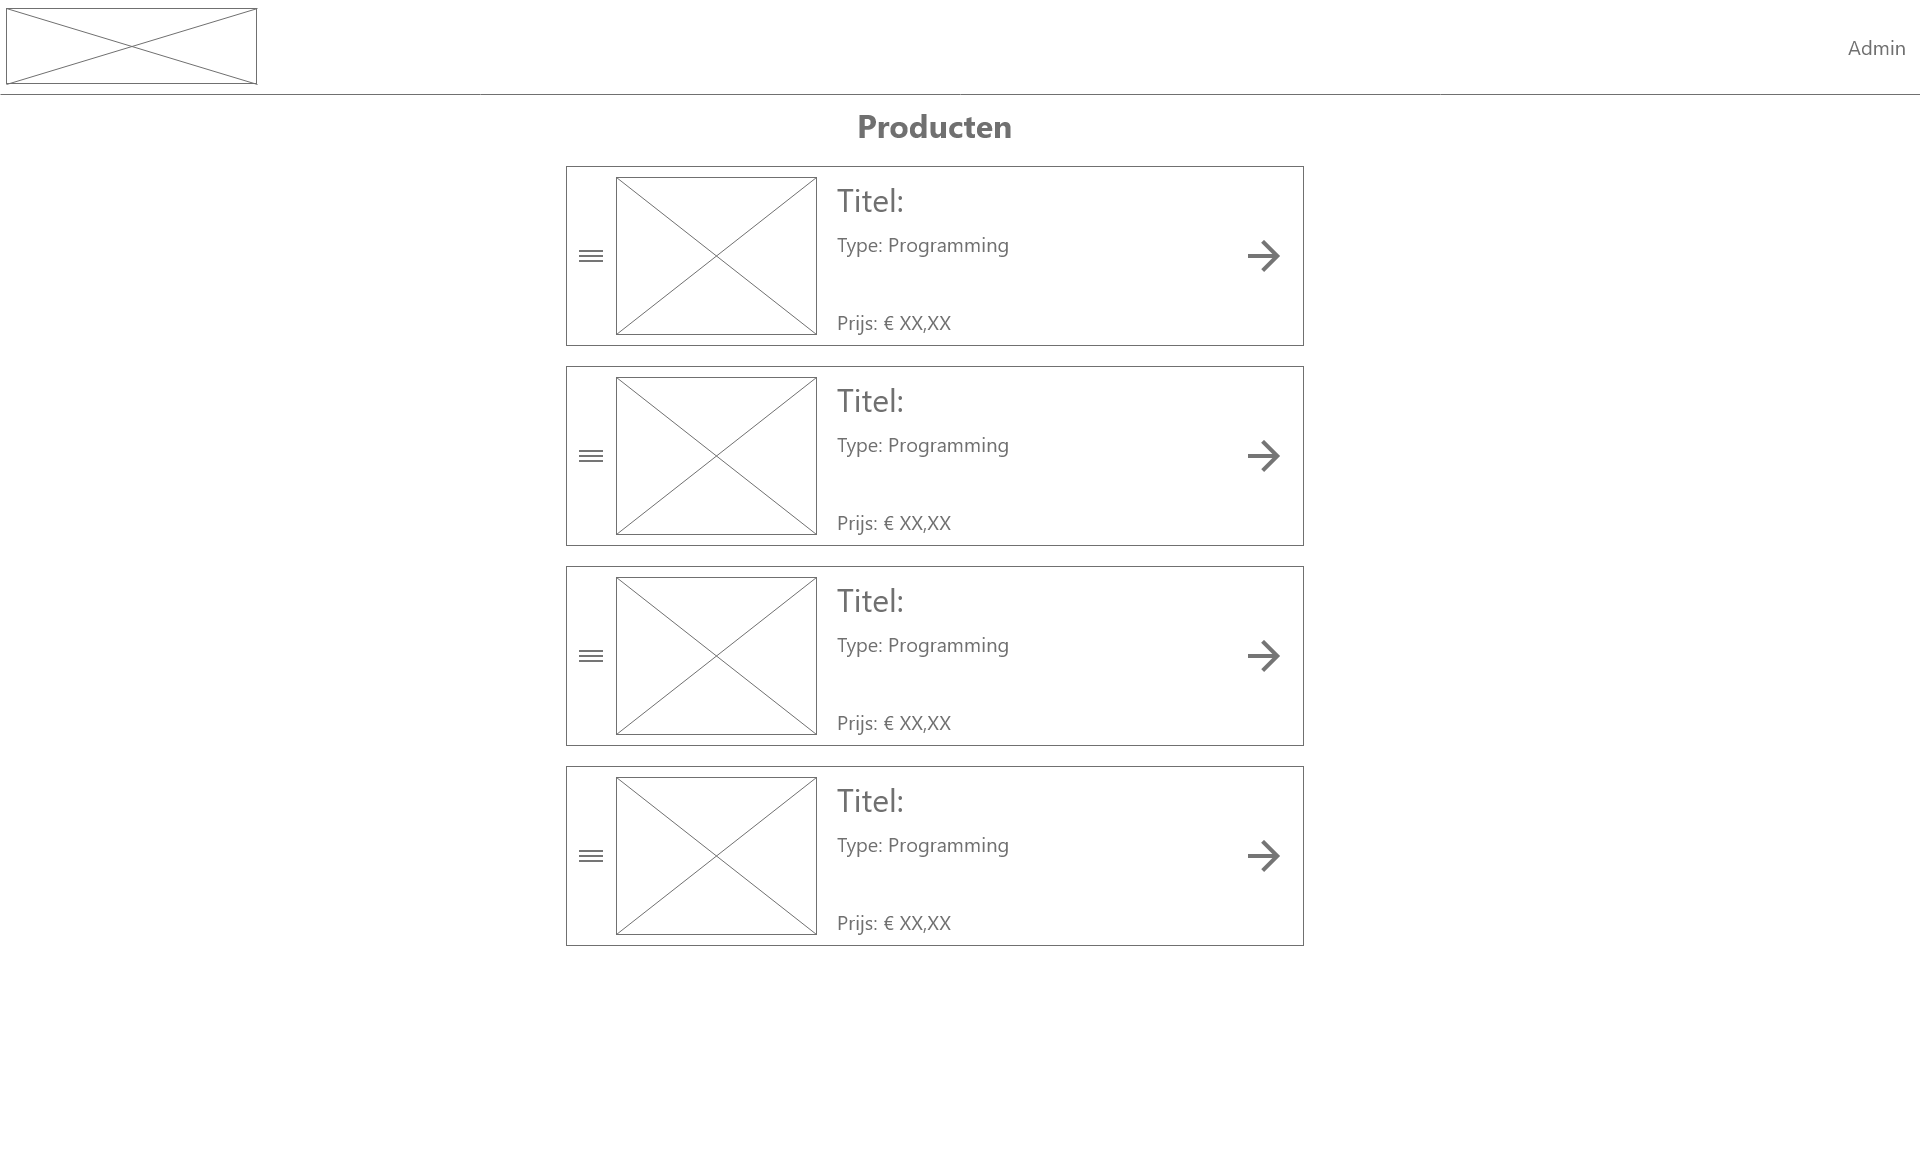 Admin
Producten
Titel:
Type: Programming
Prijs: € XX,XX
Titel:
Type: Programming
Prijs: € XX,XX
Titel:
Type: Programming
Prijs: € XX,XX
Titel:
Type: Programming
Prijs: € XX,XX